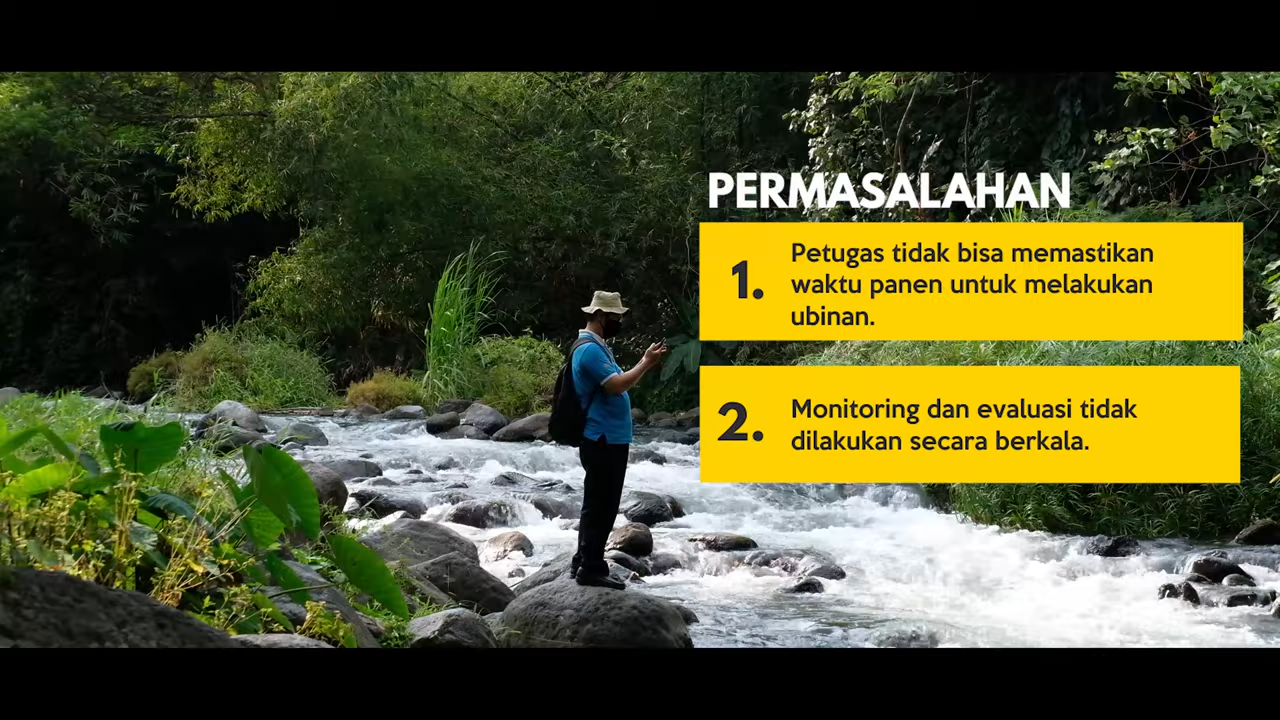 PERMASALAHAN
1.
Petugas tidak bisa memastikan
waktu panen untuk melakukan
ubinan.
2.
Monitoring dan evaluasi tidak
dilakukan secara berkala.